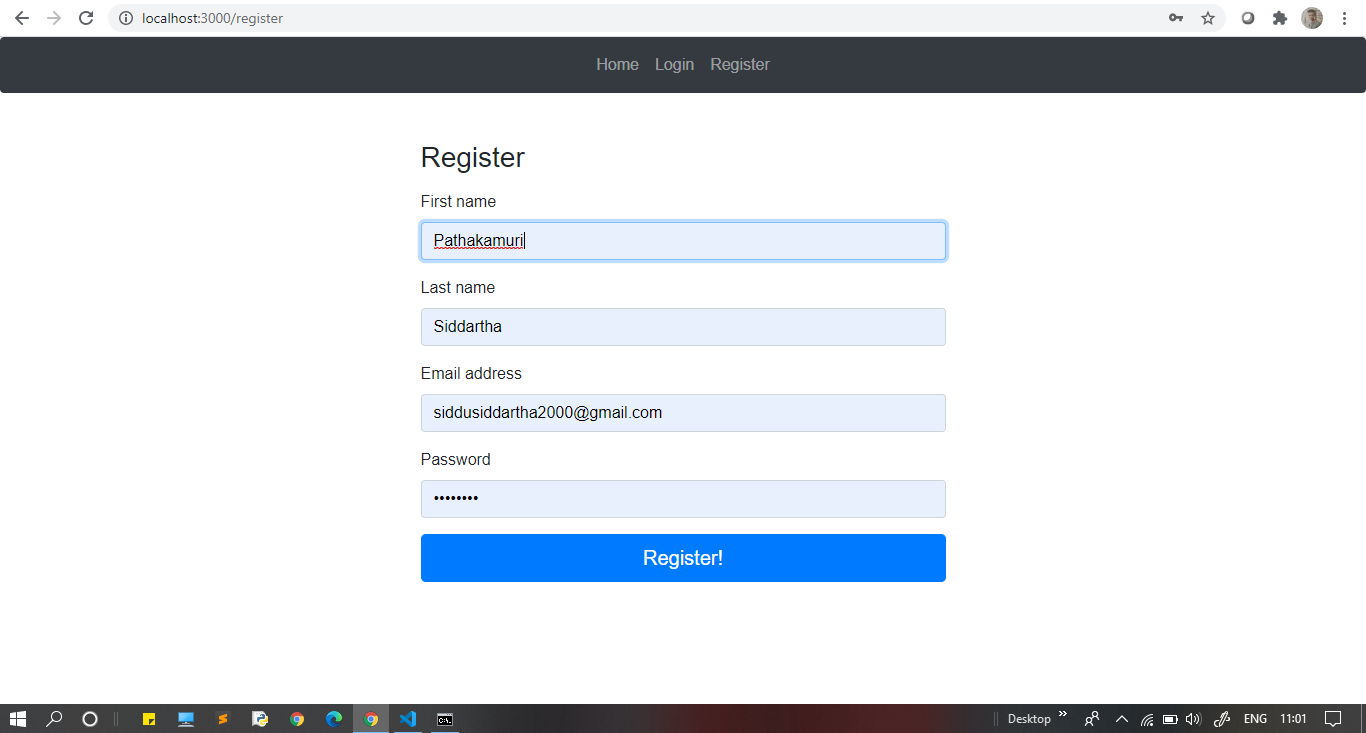 localhost:3000/register
Home Login Register
Register
First name
Pathakamuri
Last name
Siddartha
Email address
siddusiddartha2000@gmail.com
Password
••••••••
Register!
Desktop » ENG 11:01